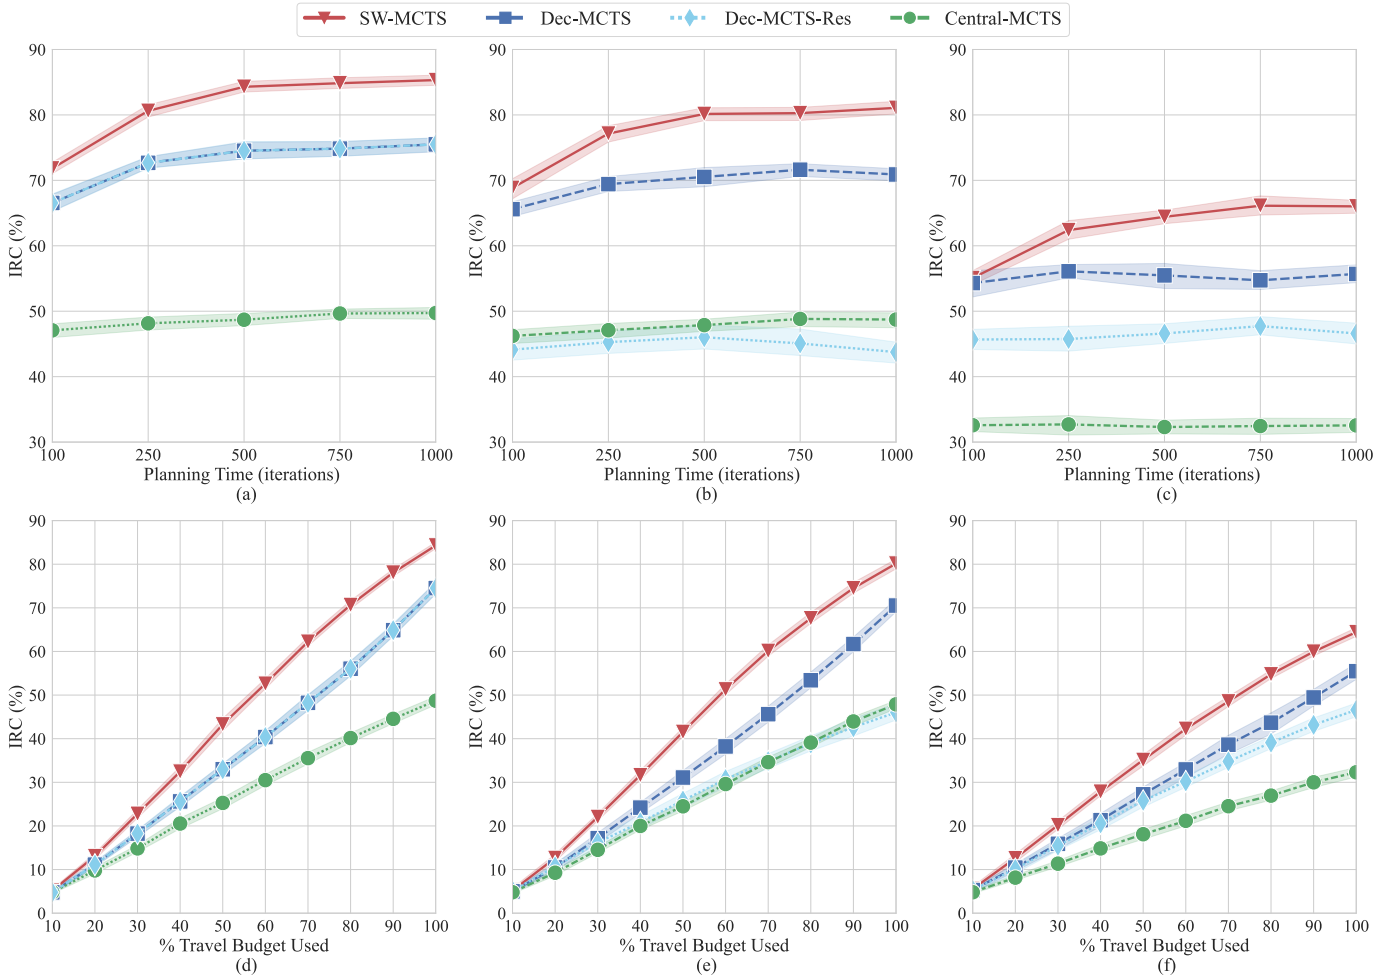 SW-MCTS Dec-MCTS Dec-MCTS-Res Central-MCTS
90 90 90
80 80 80
70 70 70
60 60 60
50 50 50
40 40 40
30 30 30
IRC (%) IRC (%) IRC (%)
100 250 500 750 1000 100 250 500 750 1000 100 250 500 750 1000
Planning Time (iterations) Planning Time (iterations) Planning Time (iterations)
(a) (b) (c)
90 90 90
80 80 80
70 70 70
60 60 60
50 50 50
40 40 40
30 30 30
20 20 20
10 10 10
0 0 0
IRC (%) IRC (%) IRC (%)
10 20 30 40 50 60 70 80 90 100 10 20 30 40 50 60 70 80 90 100 10 20 30 40 50 60 70 80 90 100
% Travel Budget Used % Travel Budget Used % Travel Budget Used
(d) (e) (f)